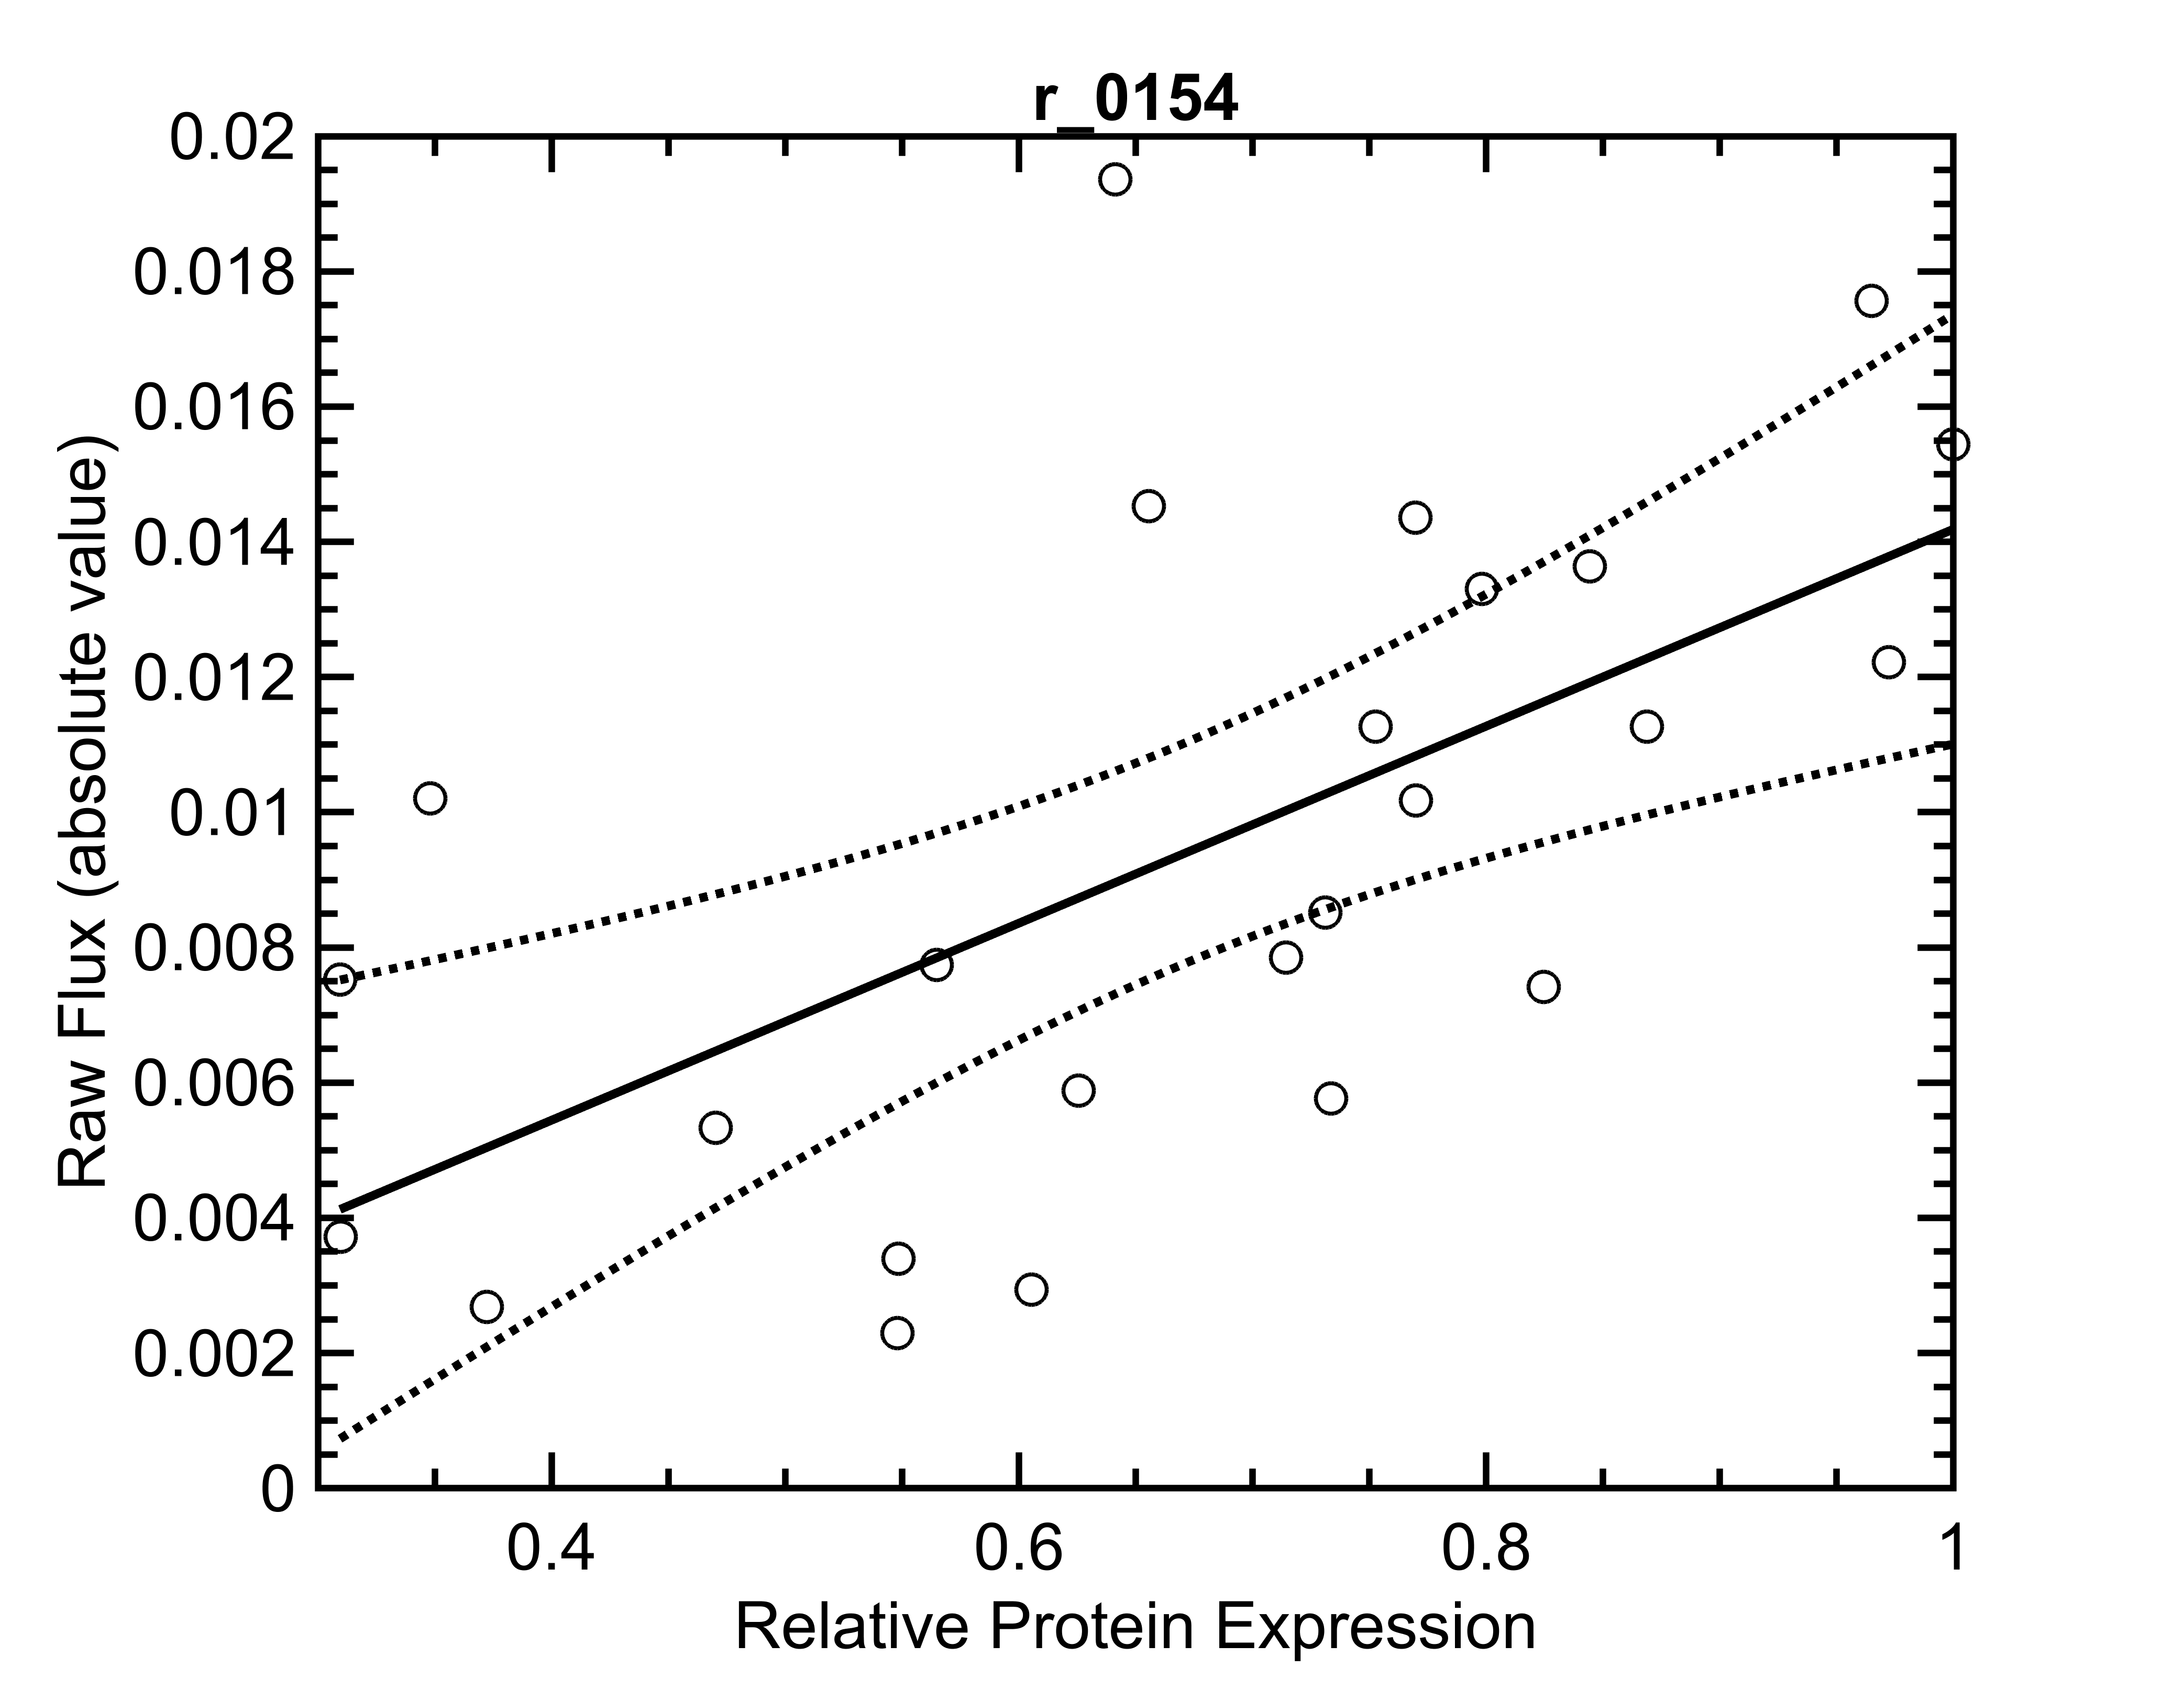 r_0154
Raw Flux (absolute value)
0.02
0.018
0.016
0.014
0.012
0.01
0.008
0.006
0.004
0.002
0
0.4 0.6 0.8 1
Relative Protein Expression